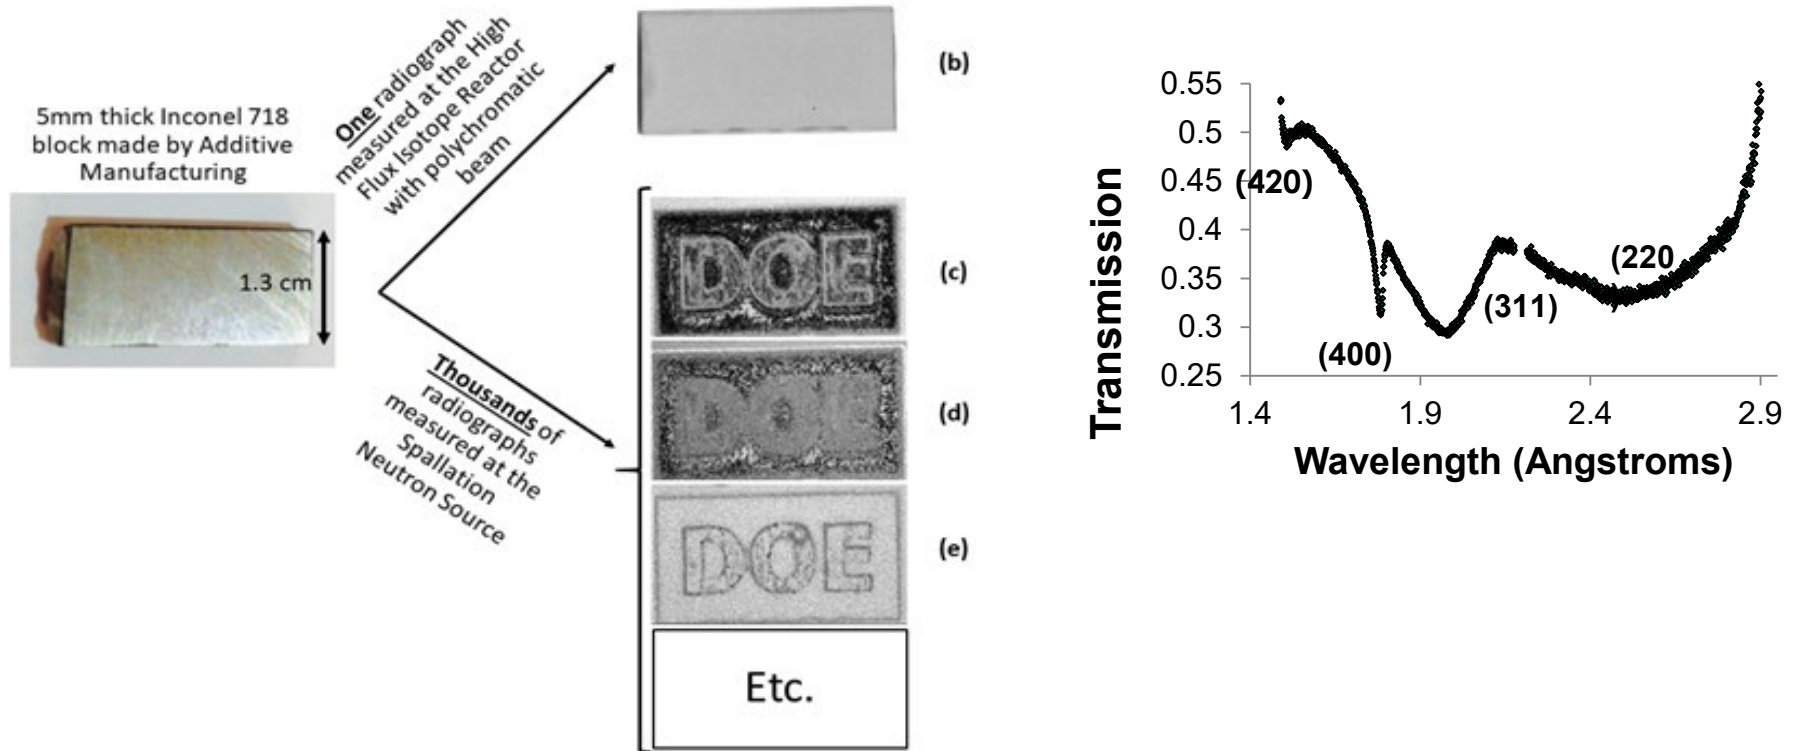 5mm thick Inconel 718
block made by Additive
Manufacturing
1.3 cm
One radiograph
measured at the High
Flux Isotope Reactor
with polychromatic
beam
Thousands of
radiographs
measured at the
Spallation
Neutron Source
(b)
DOE
(c)
DOE
(d)
DOE
(e)
Etc.
Transmission
0.55
0.5
0.45
0.4
0.35
0.3
0.25
(420)
(400)
(311)
(220
1.4 1.9 2.4 2.9
Wavelength (Angstroms)